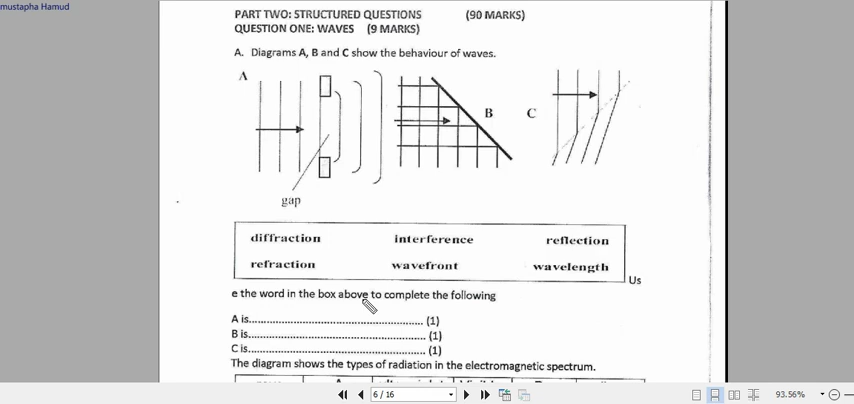 mustapha Hamud
PART TWO: STRUCTURED QUESTIONS (90 MARKS)
QUESTION ONE: WAVES (9 MARKS)
A. Diagrams A, B and C show the behaviour of waves.
A
B
C
gap
diffraction interference reflection
refraction wavefront wavelength
Us
e the word in the box above to complete the following
A is.................................................... (1)
B is.................................................... (1)
C is.................................................... (1)
The diagram shows the types of radiation in the electromagnetic spectrum.
6 / 16
93.56%